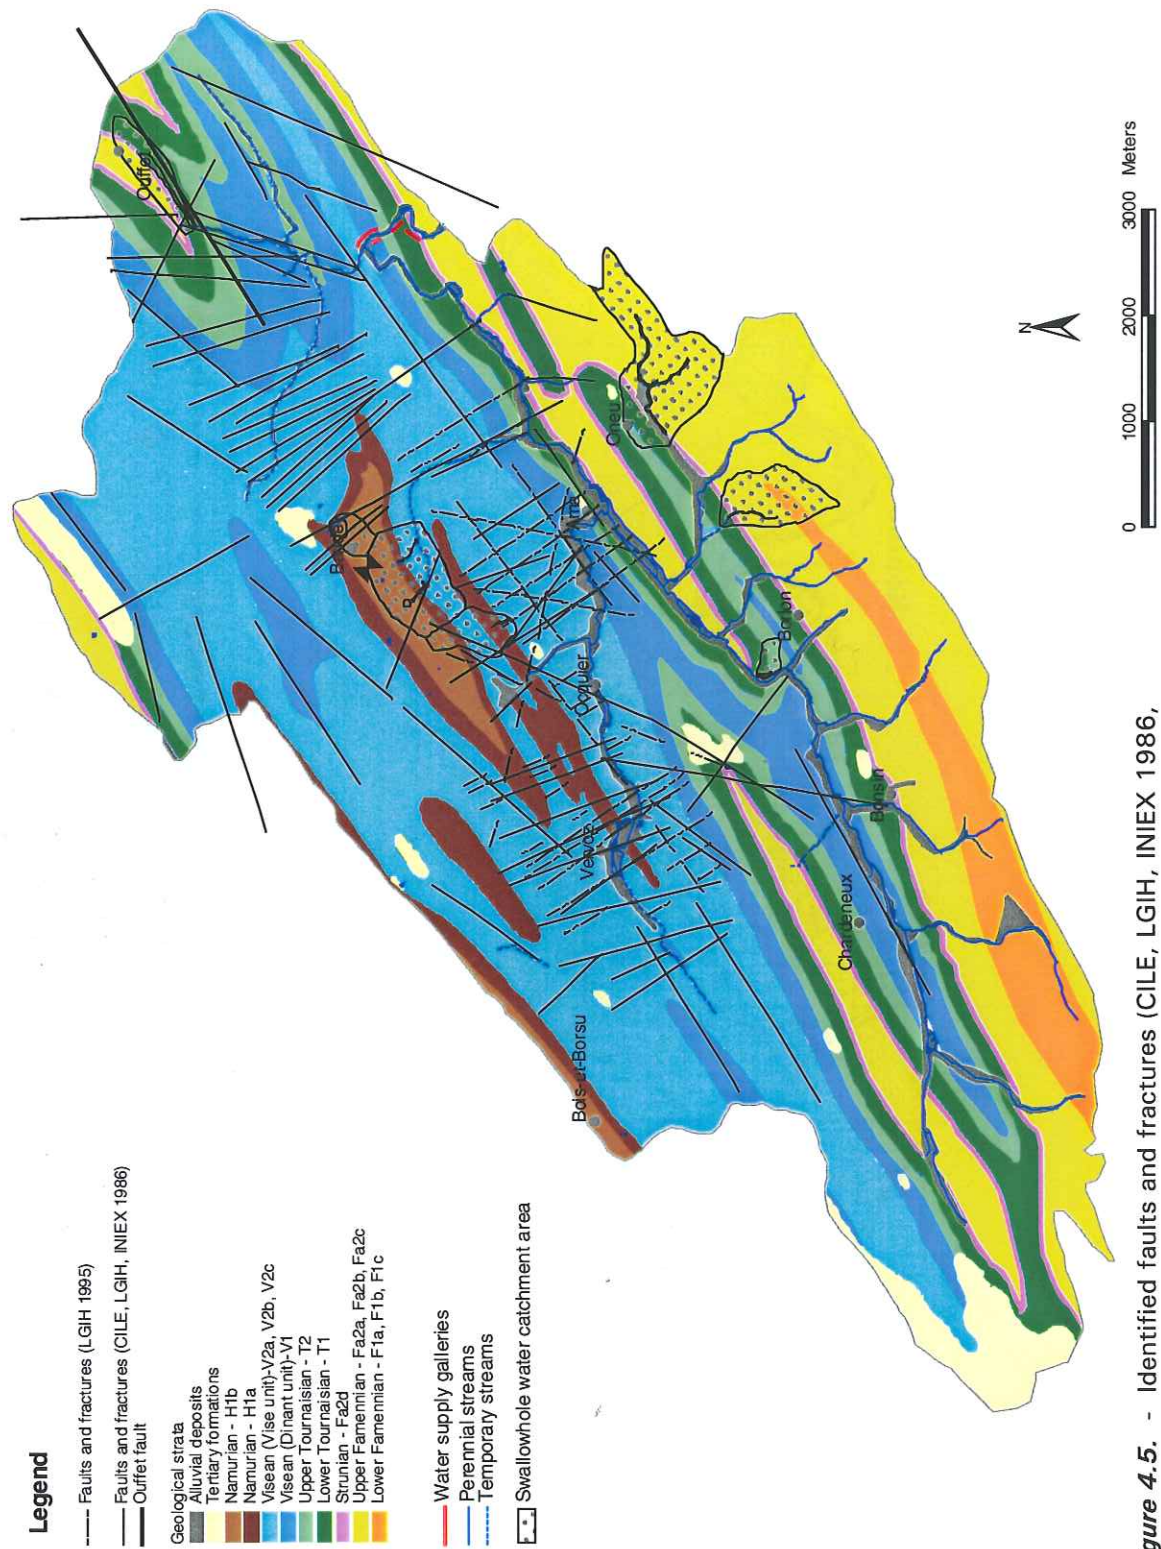 Legend
Faults and fractures (LGIH 1995)
Faults and fractures (CILE, LGIH, INIEX 1986)
Ouffet fault
Geological strata
Alluvial deposits
Tertiary formations
Namurian - H1b
Namurian - H1a
Visean (Vise unit)-V2a, V2b, V2c
Visean (Dinant unit)-V1
Upper Tournaisian - T2
Lower Tournaisian - T1
Strunian - Fa2d
Upper Famennian - Fa2a, Fa2b, Fa2c
Lower Famennian - F1a, F1b, F1c
Water supply galleries
Perennial streams
Temporary streams
Swallowhole water catchment area
Ouffet
Oneu
Ocquier
Vervoz
Bois-et-Borsu
Borlon
Bonsin
Chardeneux
N
0 1000 2000 3000 Meters
gure 4.5. - Identified faults and fractures (CILE, LGIH, INIEX 1986,